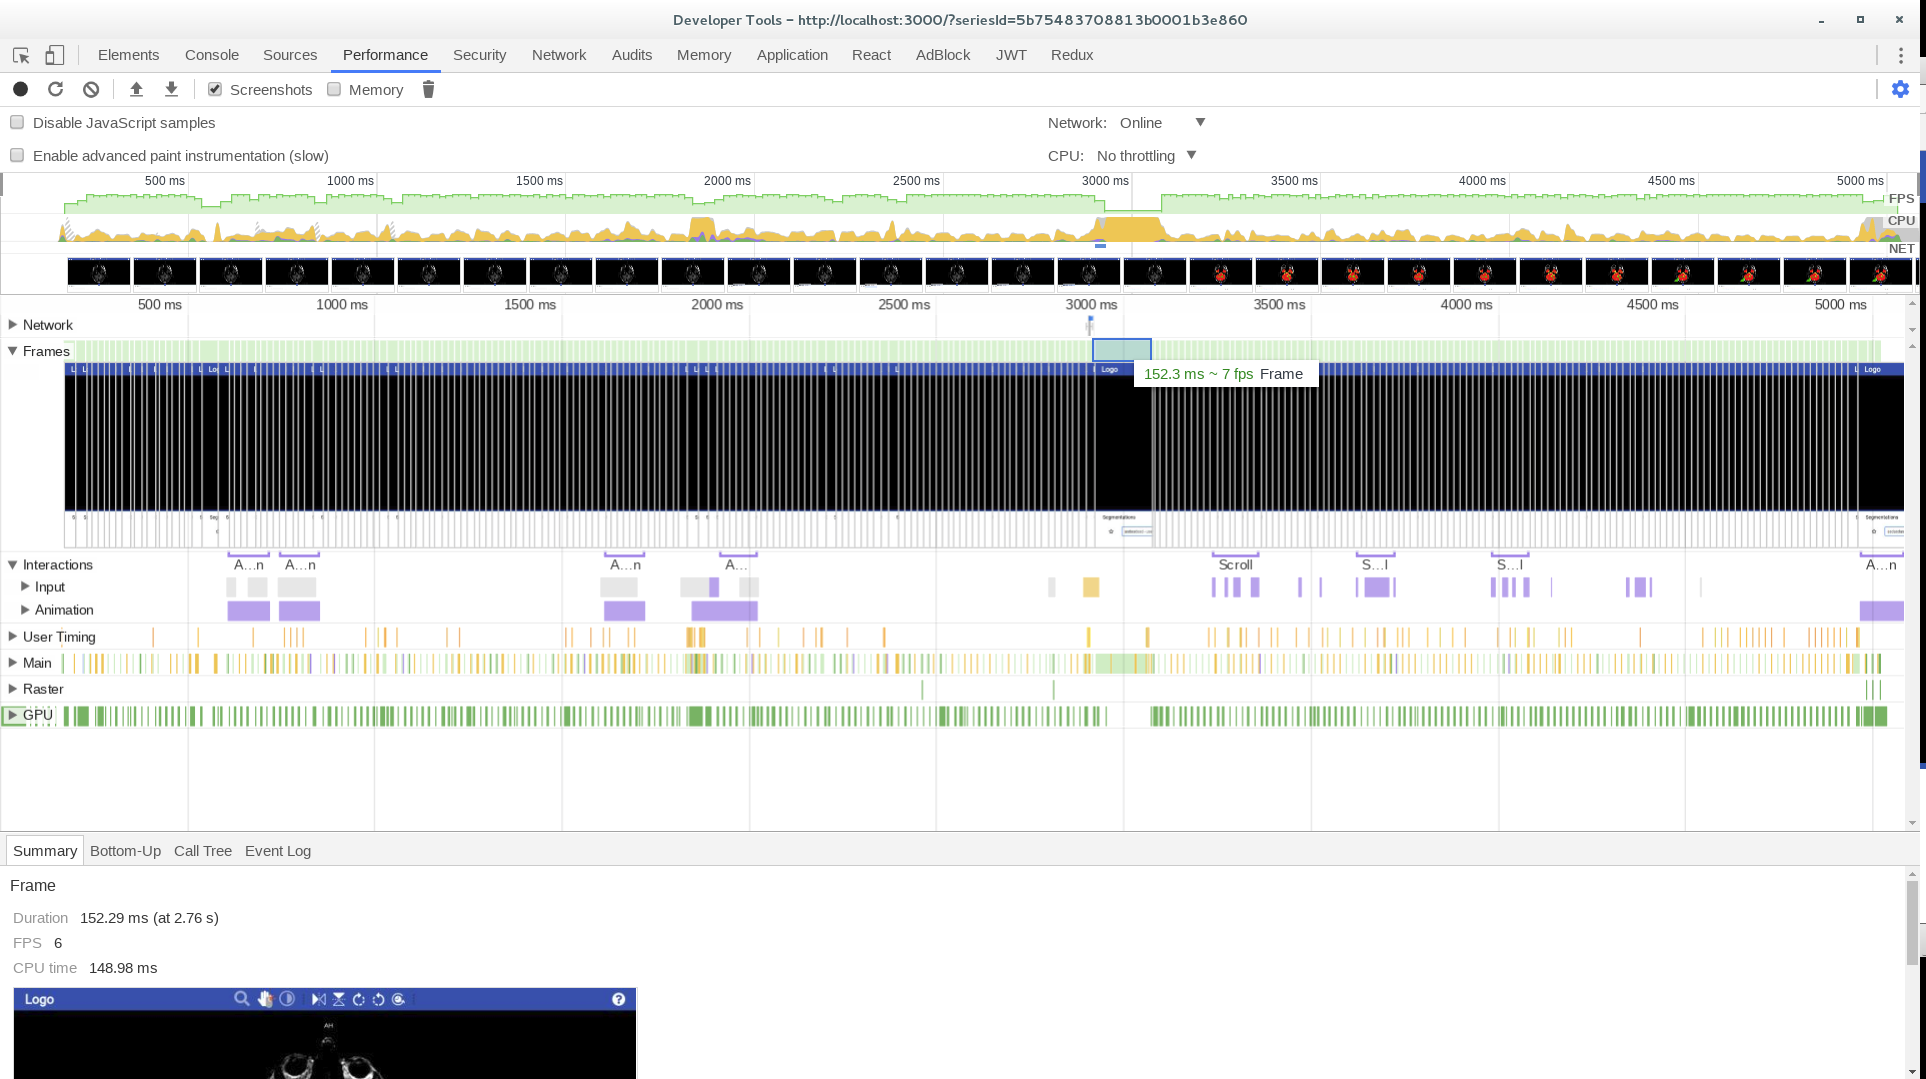 Developer Tools - http://localhost:3000/?seriesId=5b75483708813b0001b3e860
Elements Console Sources Performance Security Network Audits Memory Application React AdBlock JWT Redux
Screenshots Memory
Disable JavaScript samples Network: Online
Enable advanced paint instrumentation (slow) CPU: No throttling
500 ms 1000 ms 1500 ms 2000 ms 2500 ms 3000 ms 3500 ms 4000 ms 4500 ms 5000 ms
FPS
CPU
NET
500 ms 1000 ms 1500 ms 2000 ms 2500 ms 3000 ms 3500 ms 4000 ms 4500 ms 5000 ms
Network
Frames
Logo Logo
152.3 ms ~ 7 fps Frame
Segmentations Segmentations
Interactions A...n A...n A...n A... Scroll S...l S...l A...n
Input
Animation
User Timing
Main
Raster
GPU
Summary Bottom-Up Call Tree Event Log
Frame
Duration 152.29 ms (at 2.76 s)
FPS 6
CPU time 148.98 ms
Logo
AH